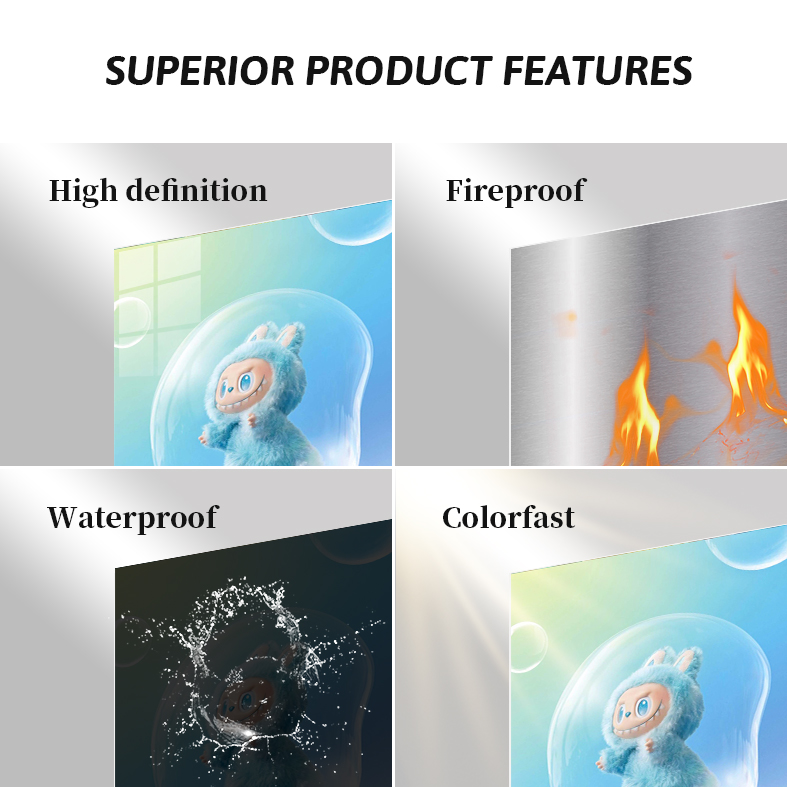 SUPERIOR PRODUCT FEATURES
High definition
Fireproof
Waterproof
Colorfast